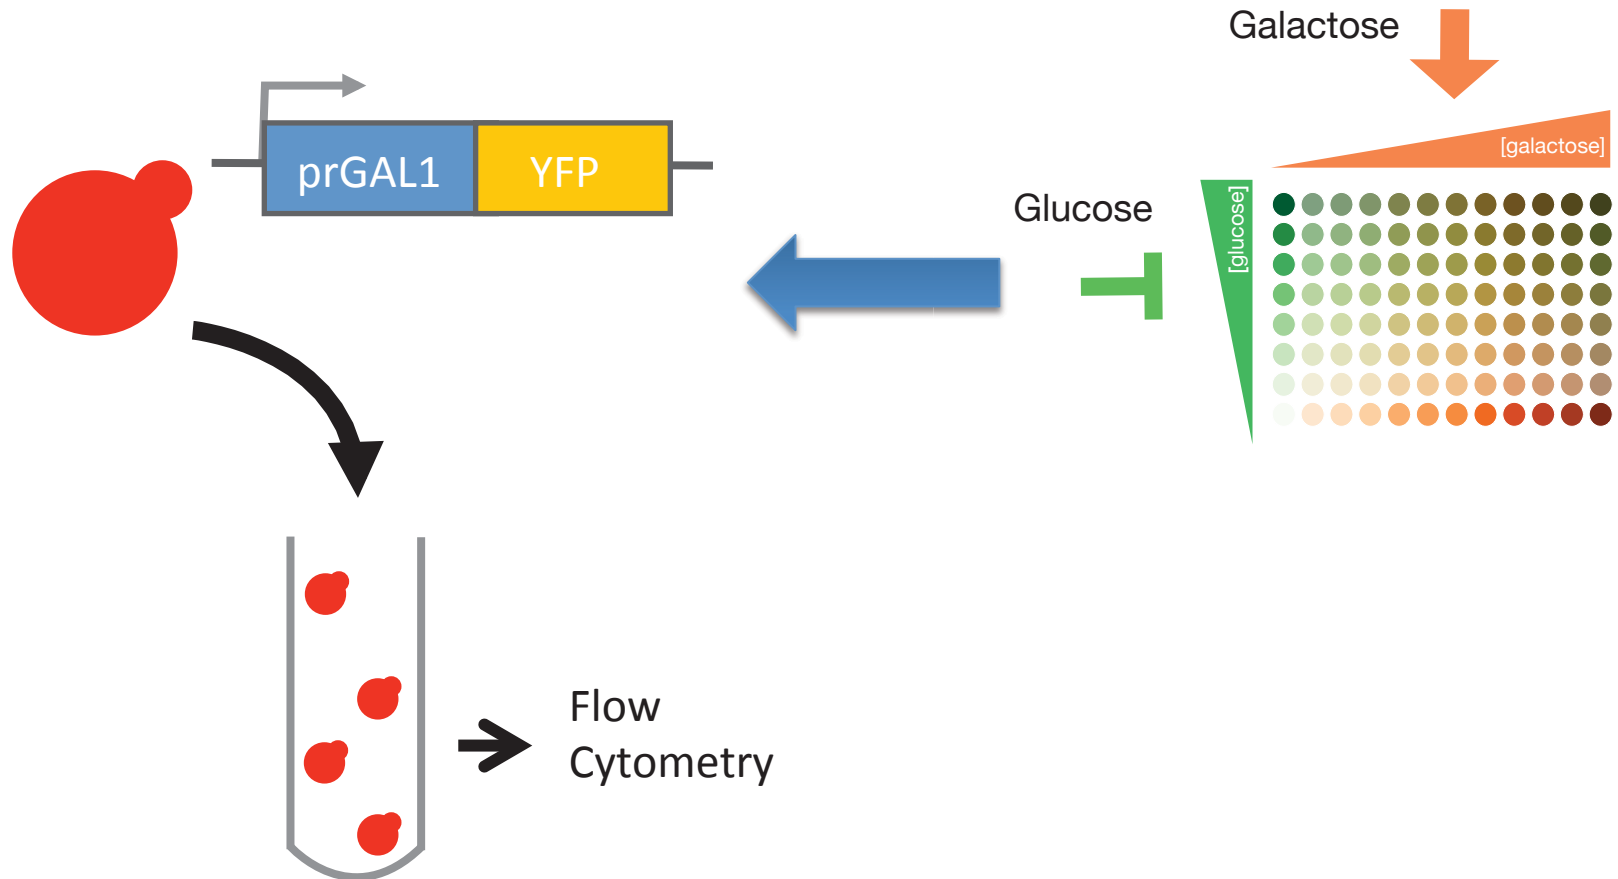 Galactose
[galactose]
prGAL1
YFP
Glucose
[glucose]
Flow
Cytometry